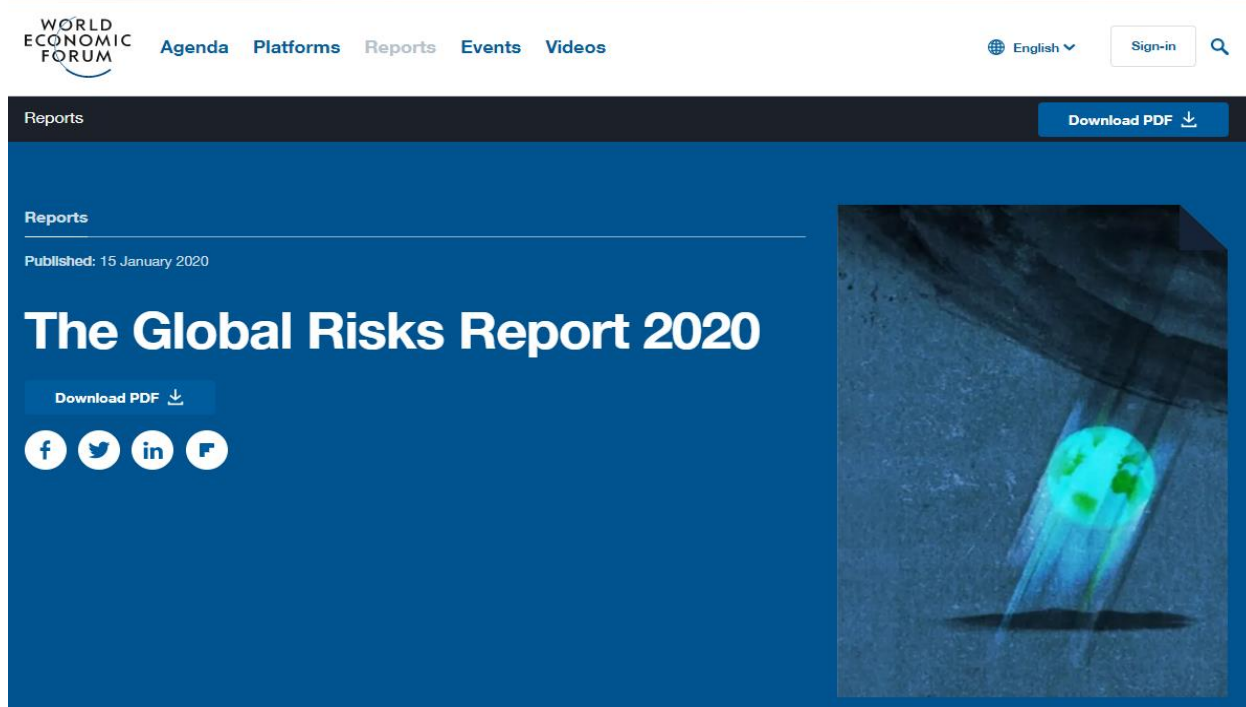 WORLD
ECONOMIC
FORUM
Agenda Platforms Reports Events Videos English Sign-in
Reports Download PDF
Reports
Published: 15 January 2020
The Global Risks Report 2020
Download PDF